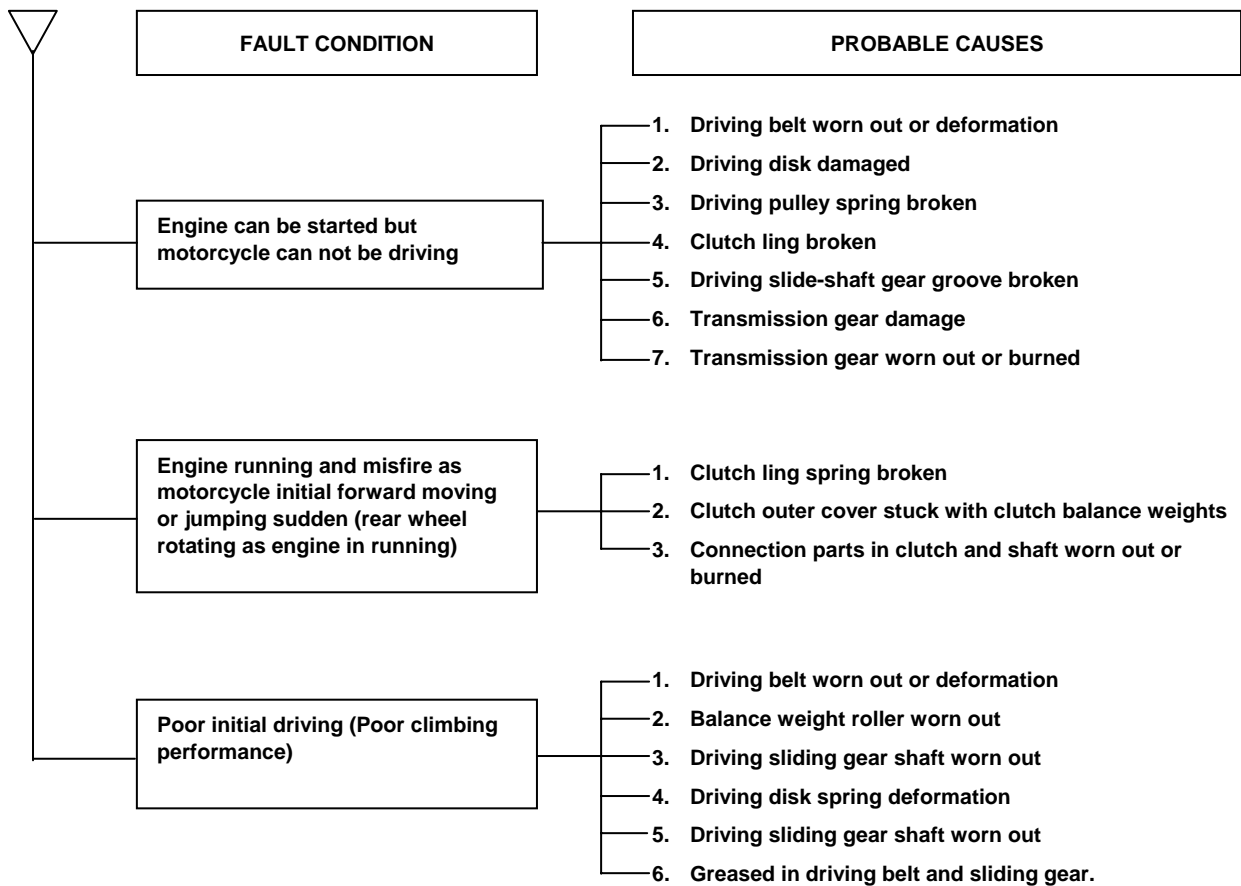 FAULT CONDITION
PROBABLE CAUSES
Engine can be started but
motorcycle can not be driving
1. Driving belt worn out or deformation
2. Driving disk damaged
3. Driving pulley spring broken
4. Clutch ling broken
5. Driving slide-shaft gear groove broken
6. Transmission gear damage
7. Transmission gear worn out or burned
Engine running and misfire as
motorcycle initial forward moving
or jumping sudden (rear wheel
rotating as engine in running)
1. Clutch ling spring broken
2. Clutch outer cover stuck with clutch balance weights
3. Connection parts in clutch and shaft worn out or
burned
Poor initial driving (Poor climbing
performance)
1. Driving belt worn out or deformation
2. Balance weight roller worn out
3. Driving sliding gear shaft worn out
4. Driving disk spring deformation
5. Driving sliding gear shaft worn out
6. Greased in driving belt and sliding gear.